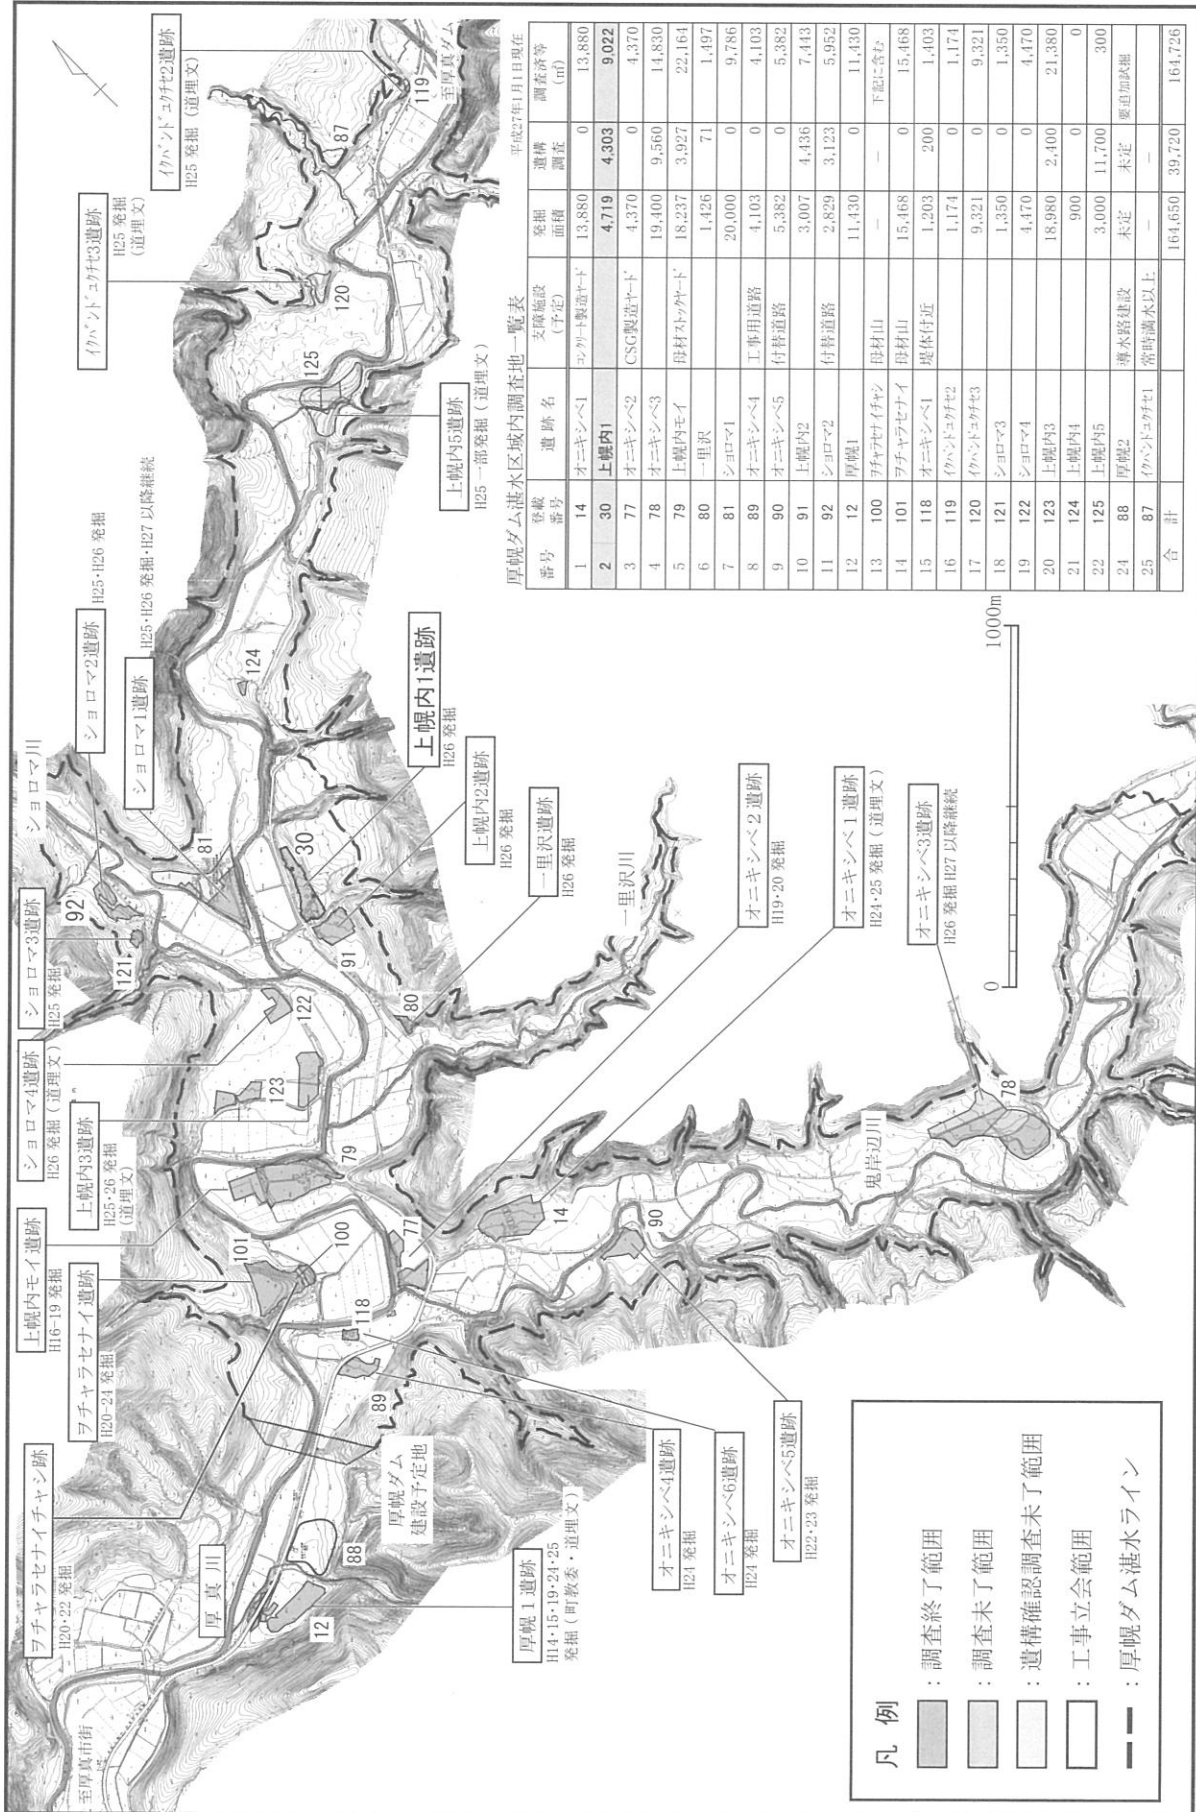 至厚真市街
厚真川
ヲチャラセナイチャシ跡
H20・22 発掘
ヲチャラセナイ遺跡
H20-24 発掘
上幌内モイ遺跡
H16-19 発掘
上幌内3遺跡
H25・26 発掘
(道埋文)
ショロマ4遺跡
H26 発掘 (道埋文)
ショロマ3遺跡
H25 発掘
ショロマ川
ショロマ2遺跡
H25・H26 発掘
ショロマ1遺跡
H25・H26 発掘・H27 以降継続
イクバンドユクチセ3遺跡
H25 発掘
(道埋文)
イクバンドユクチセ2遺跡
H25 発掘 (道埋文)
至厚真ダム
上幌内5遺跡
H25 一部発掘 (道埋文)
上幌内1遺跡
H26 発掘
上幌内2遺跡
H26 発掘
一里沢遺跡
H26 発掘
一里沢川
オニキシベ2遺跡
H19・20 発掘
オニキシベ1遺跡
H24・25 発掘 (道埋文)
オニキシベ3遺跡
H26 発掘 H27 以降継続
鬼岸辺川
厚幌ダム
建設予定地
厚幌1遺跡
H14・15・19・24・25
発掘 (町教委・道埋文)
オニキシベ4遺跡
H24 発掘
オニキシベ6遺跡
H24 発掘
オニキシベ5遺跡
H22・23 発掘
12
88
89
118
101
100
77
79
123
122
121
92
81
30
91
80
124
125
120
87
119
14
90
78
0
1000m
凡 例
：調査終了範囲
：調査未了範囲
：遺構確認調査未了範囲
：工事立会範囲
：厚幌ダム湛水ライン
厚幌ダム湛水区域内調査地一覧表
平成27年1月1日現在
番号 登載番号 遺跡名 支障施設(予定) 発掘面積 遺構調査 調査済等(㎡)
1 14 オニキシベ1 コンクリート製造ヤード 13,880 0 13,880
2 30 上幌内1 4,719 4,303 9,022
3 77 オニキシベ2 CSG製造ヤード 4,370 0 4,370
4 78 オニキシベ3 19,400 9,560 14,830
5 79 上幌内モイ 母材ストックヤード 18,237 3,927 22,164
6 80 一里沢 1,426 71 1,497
7 81 ショロマ1 20,000 0 9,786
8 89 オニキシベ4 工事用道路 4,103 0 4,103
9 90 オニキシベ5 付替道路 5,382 0 5,382
10 91 上幌内2 3,007 4,436 7,443
11 92 ショロマ2 付替道路 2,829 3,123 5,952
12 12 厚幌1 11,430 0 11,430
13 100 ヲチャラセナイチャシ 母材山 － － 下記に含む
14 101 ヲチャラセナイ 母材山 15,468 0 15,468
15 118 オニキシベ1 堤体付近 1,203 200 1,403
16 119 イクバンドユクチセ2 1,174 0 1,174
17 120 イクバンドユクチセ3 9,321 0 9,321
18 121 ショロマ3 1,350 0 1,350
19 122 ショロマ4 4,470 0 4,470
20 123 上幌内3 18,980 2,400 21,380
21 124 上幌内4 900 0 0
22 125 上幌内5 3,000 11,700 300
24 88 厚幌2 導水路建設 未定 未定 要追加試掘
25 87 イクバンドユクチセ1 常時満水以上 － －
合計 164,650 39,720 164,726